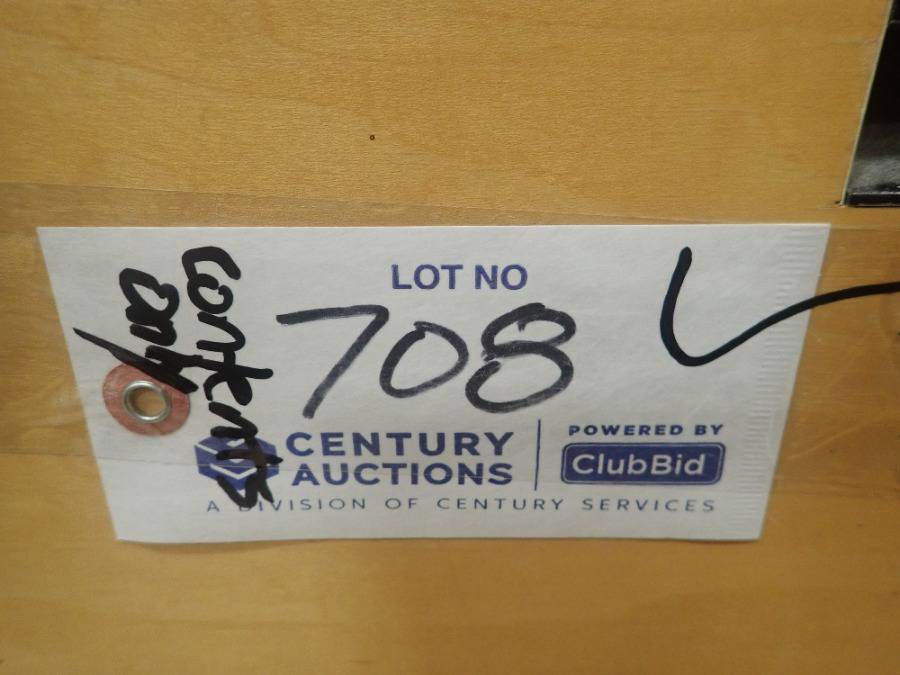 LOT NO
708
contents
only
CENTURY
AUCTIONS
POWERED BY
ClubBid
A DIVISION OF CENTURY SERVICES